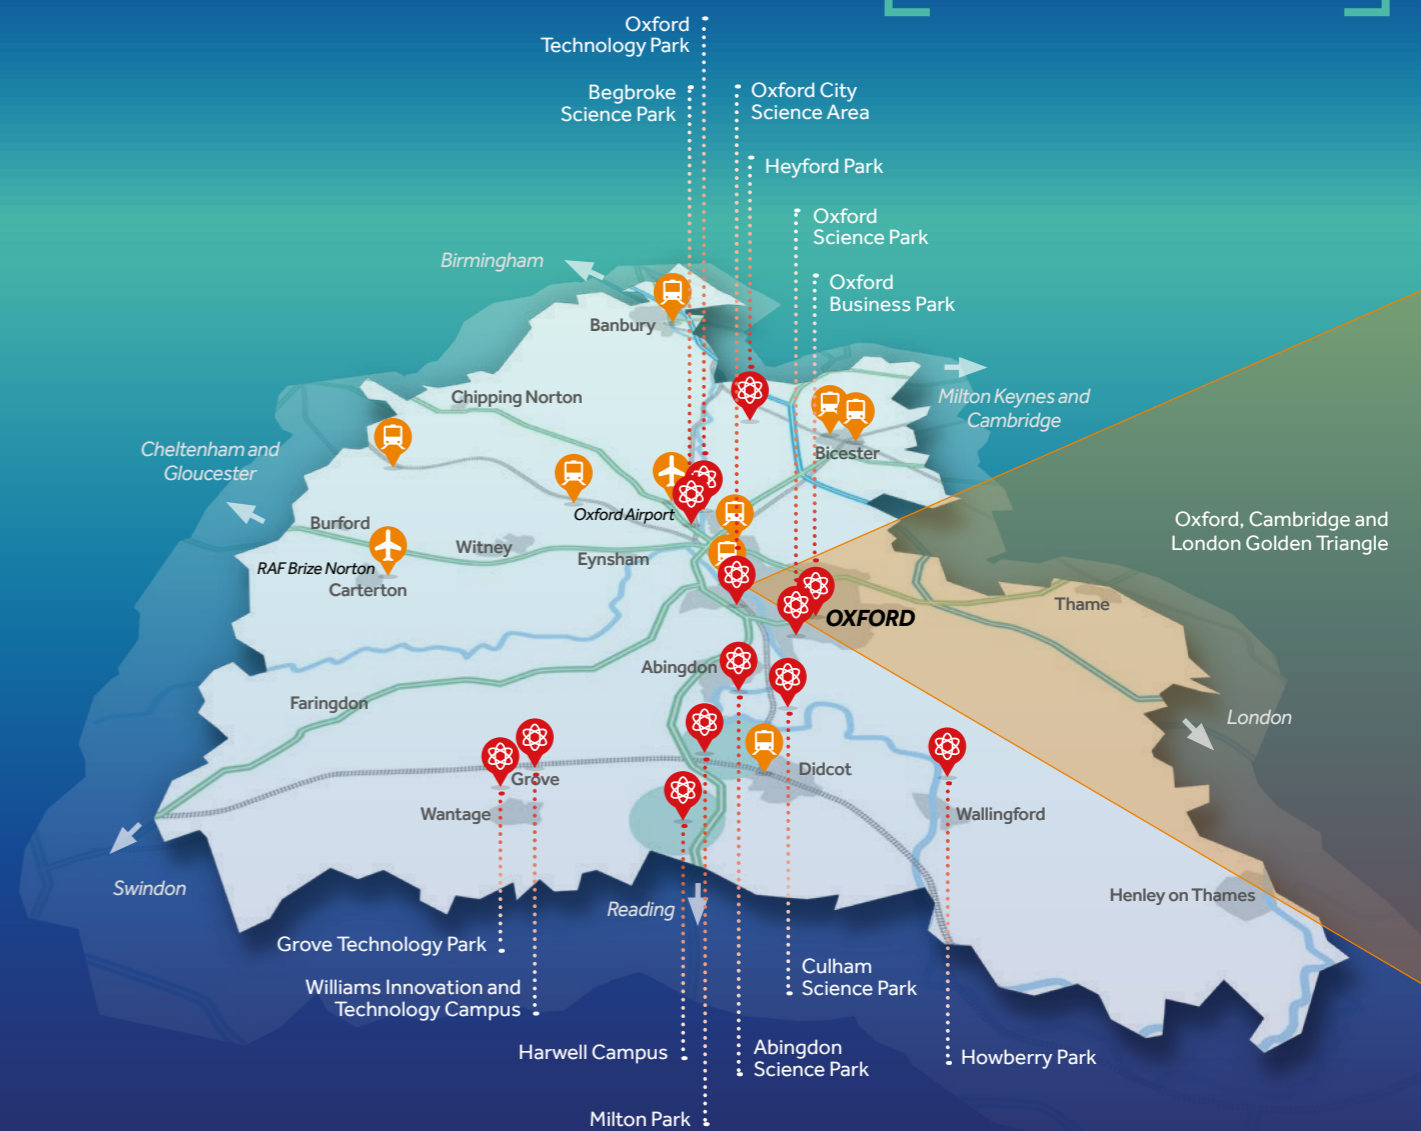 Oxford
Technology Park
Begbroke
Science Park
Oxford City
Science Area
Heyford Park
Oxford
Science Park
Oxford
Business Park
Birmingham
Banbury
Milton Keynes and
Cambridge
Chipping Norton
Cheltenham and
Gloucester
Bicester
Oxford Airport
Oxford, Cambridge and
London Golden Triangle
Burford
Witney
Eynsham
RAF Brize Norton
Carterton
Thame
OXFORD
Abingdon
Faringdon
London
Didcot
Grove
Wantage
Wallingford
Swindon
Reading
Henley on Thames
Grove Technology Park
Williams Innovation and
Technology Campus
Culham
Science Park
Harwell Campus
Abingdon
Science Park
Howberry Park
Milton Park